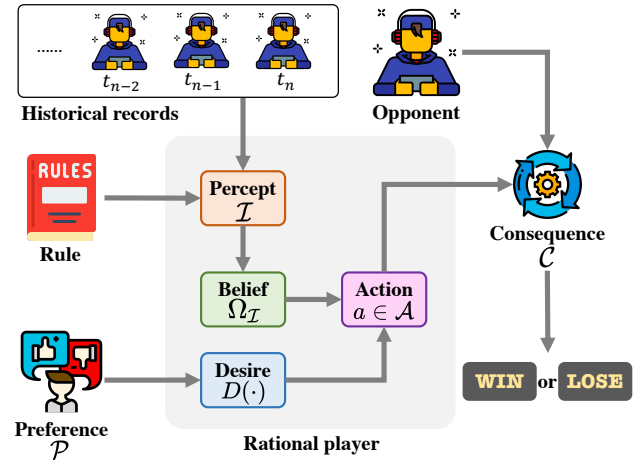 ......
t_{n-2}
t_{n-1}
t_n
Historical records
Opponent
RULES
Rule
Percept
ℐ
Belief
Ω_ℐ
Action
a ∈ 𝒜
Consequence
𝒞
Desire
D(·)
Preference
𝒫
WIN or LOSE
Rational player